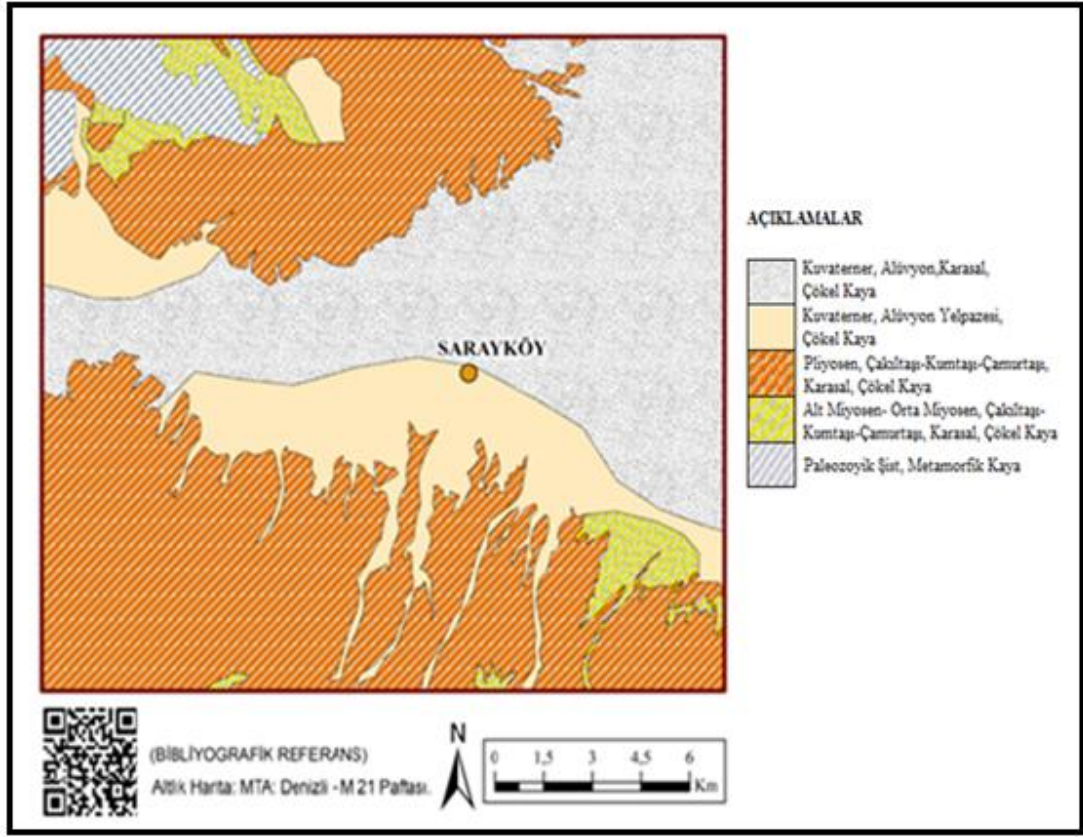 SARAYKÖY
AÇIKLAMALAR
Kuvaterner, Alüvyon,Karasal,
Çökel Kaya
Kuvaterner, Alüvyon Yelpazesi,
Çökel Kaya
Pliyosen, Çakıltaşı-Kumtaşı-Çamurtaşı,
Karasal, Çökel Kaya
Alt Miyosen- Orta Miyosen, Çakıltaşı-
Kumtaşı-Çamurtaşı, Karasal, Çökel Kaya
Paleozoyik Şist, Metamorfik Kaya
(BİBLİYOGRAFİK REFERANS)
Altlık Harita: MTA: Denizli - M 21 Paftası.
N
0 1,5 3 4,5 6
Km